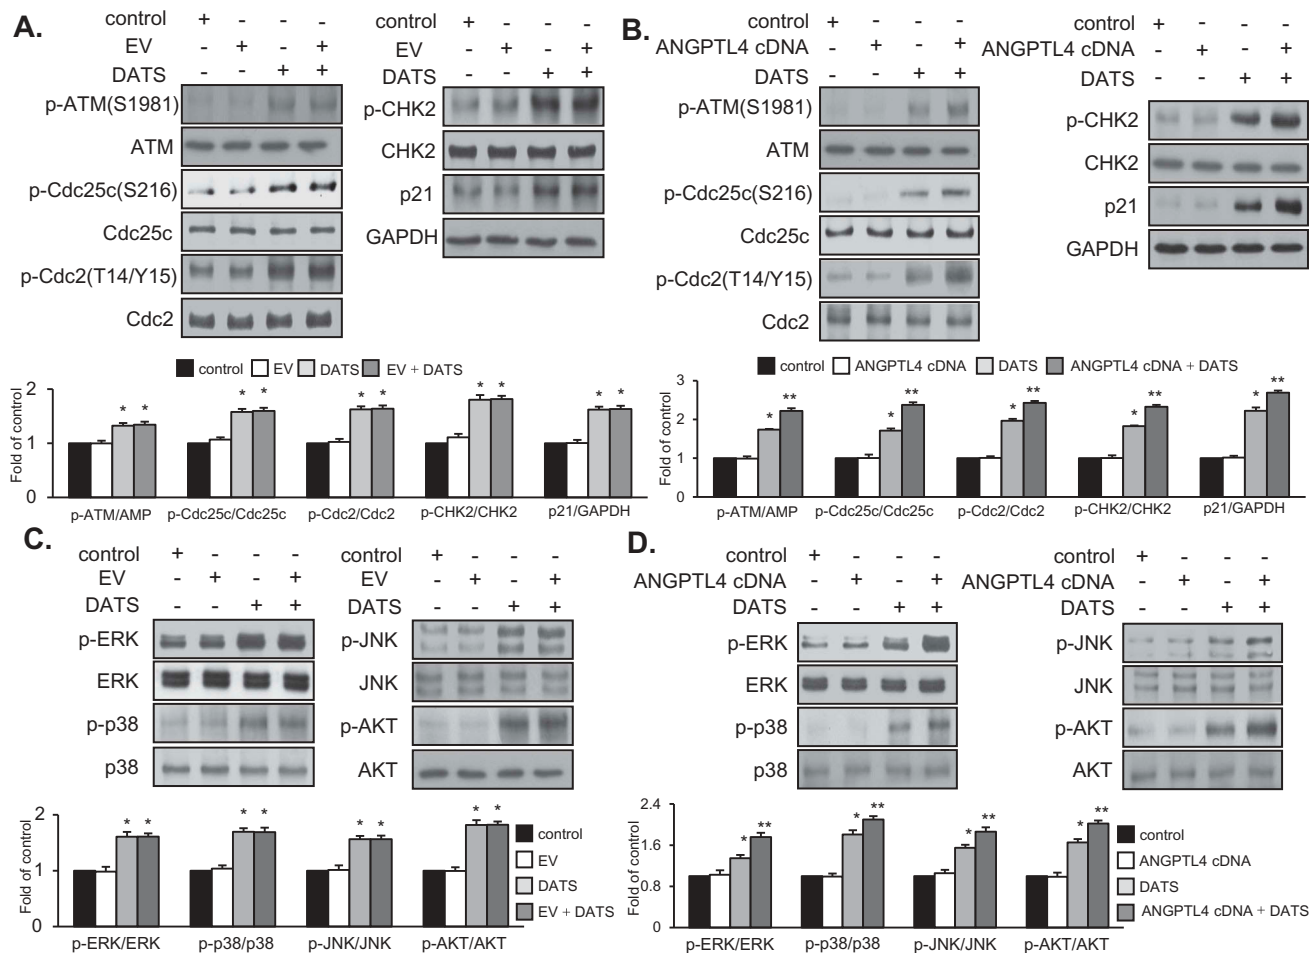 A.
control + - - -
EV - + - +
DATS - - + +
p-ATM(S1981)
ATM
p-Cdc25c(S216)
Cdc25c
p-Cdc2(T14/Y15)
Cdc2
control + - - -
EV - + - +
DATS - - + +
p-CHK2
CHK2
p21
GAPDH
control EV DATS EV + DATS
Fold of control
2
1
0
* * * * * * * * * *
p-ATM/AMP p-Cdc25c/Cdc25c p-Cdc2/Cdc2 p-CHK2/CHK2 p21/GAPDH
B.
control + - - -
ANGPTL4 cDNA - + - +
DATS - - + +
p-ATM(S1981)
ATM
p-Cdc25c(S216)
Cdc25c
p-Cdc2(T14/Y15)
Cdc2
control + - - -
ANGPTL4 cDNA - + - +
DATS - - + +
p-CHK2
CHK2
p21
GAPDH
control ANGPTL4 cDNA DATS ANGPTL4 cDNA + DATS
Fold of control
3
2
1
0
* ** * ** * ** * ** * **
p-ATM/AMP p-Cdc25c/Cdc25c p-Cdc2/Cdc2 p-CHK2/CHK2 p21/GAPDH
C.
control + - - -
EV - + - +
DATS - - + +
p-ERK
ERK
p-p38
p38
control + - - -
EV - + - +
DATS - - + +
p-JNK
JNK
p-AKT
AKT
Fold of control
2
1
0
* * * * * * * *
p-ERK/ERK p-p38/p38 p-JNK/JNK p-AKT/AKT
control
EV
DATS
EV + DATS
D.
control + - - -
ANGPTL4 cDNA - + - +
DATS - - + +
p-ERK
ERK
p-p38
p38
control + - - -
ANGPTL4 cDNA - + - +
DATS - - + +
p-JNK
JNK
p-AKT
AKT
Fold of control
2.4
1.6
0.8
0
* ** * ** * ** * **
p-ERK/ERK p-p38/p38 p-JNK/JNK p-AKT/AKT
control
ANGPTL4 cDNA
DATS
ANGPTL4 cDNA + DATS